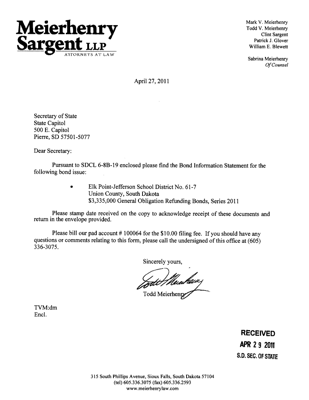 Meierhenry
Sargent LLP
ATTORNEYS AT LAW
Mark V. Meierhenry
Todd V. Meierhenry
Clint Sargent
Patrick J. Glover
William E. Blewett
Sabrina Meierhenry
Of Counsel
April 27, 2011
Secretary of State
State Capitol
500 E. Capitol
Pierre, SD 57501-5077
Dear Secretary:
Pursuant to SDCL 6-8B-19 enclosed please find the Bond Information Statement for the
following bond issue:
• Elk Point-Jefferson School District No. 61-7
Union County, South Dakota
$3,335,000 General Obligation Refunding Bonds, Series 2011
Please stamp date received on the copy to acknowledge receipt of these documents and
return in the envelope provided.
Please bill our pad account # 100064 for the $10.00 filing fee. If you should have any
questions or comments relating to this form, please call the undersigned of this office at (605)
336-3075.
Sincerely yours,
Todd Meierhenry
TVM:dm
Encl.
RECEIVED
APR 29 2011
S.D. SEC. OF STATE
315 South Phillips Avenue, Sioux Falls, South Dakota 57104
(tel) 605.336.3075 (fax) 605.336.2593
www.meierhenrylaw.com